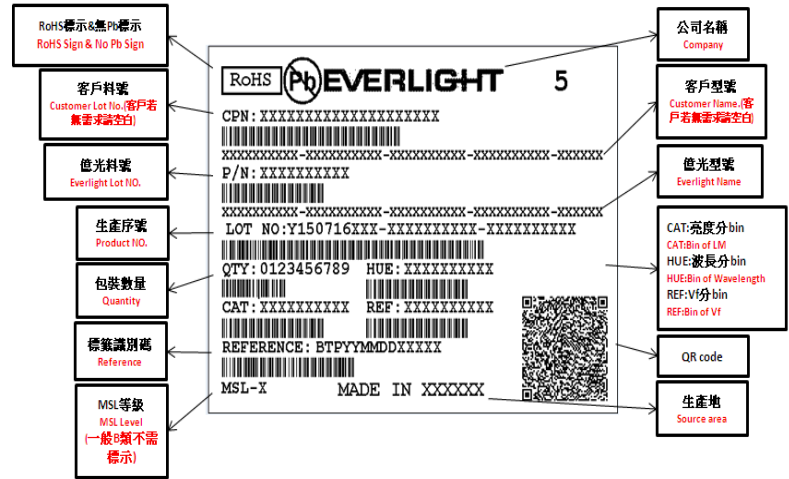 RoHS標示&無Pb標示
RoHS Sign & No Pb Sign
客戶料號
Customer Lot No.(客戶若
無需求請空白)
億光料號
Everlight Lot NO.
生產序號
Product NO.
包裝數量
Quantity
標籤識別碼
Reference
MSL等級
MSL Level
(一般B類不需
標示)
RoHS Pb EVERLIGHT 5
CPN: XXXXXXXXXXXXXXXXXXXX
XXXXXXXXXX-XXXXXXXXXX-XXXXXXXXXX-XXXXXXXXXX-XXXXXX
P/N: XXXXXXXXXX
XXXXXXXXXX-XXXXXXXXXX-XXXXXXXXXX-XXXXXXXXXX-XXXXXX
LOT NO:Y150716XXX-XXXXXXXXXX-XXXXXXXXXX
QTY: 0123456789 HUE: XXXXXXXXXX
CAT: XXXXXXXXXX REF: XXXXXXXXXX
REFERENCE: BTPYYMMDDXXXXX
MSL-X MADE IN XXXXXX
公司名稱
Company
客戶型號
Customer Name.(客
戶若無需求請空白)
億光型號
Everlight Name
CAT:亮度分bin
CAT:Bin of LM
HUE:波長分bin
HUE:Bin of Wavelength
REF:Vf分bin
REF:Bin of Vf
QR code
生產地
Source area